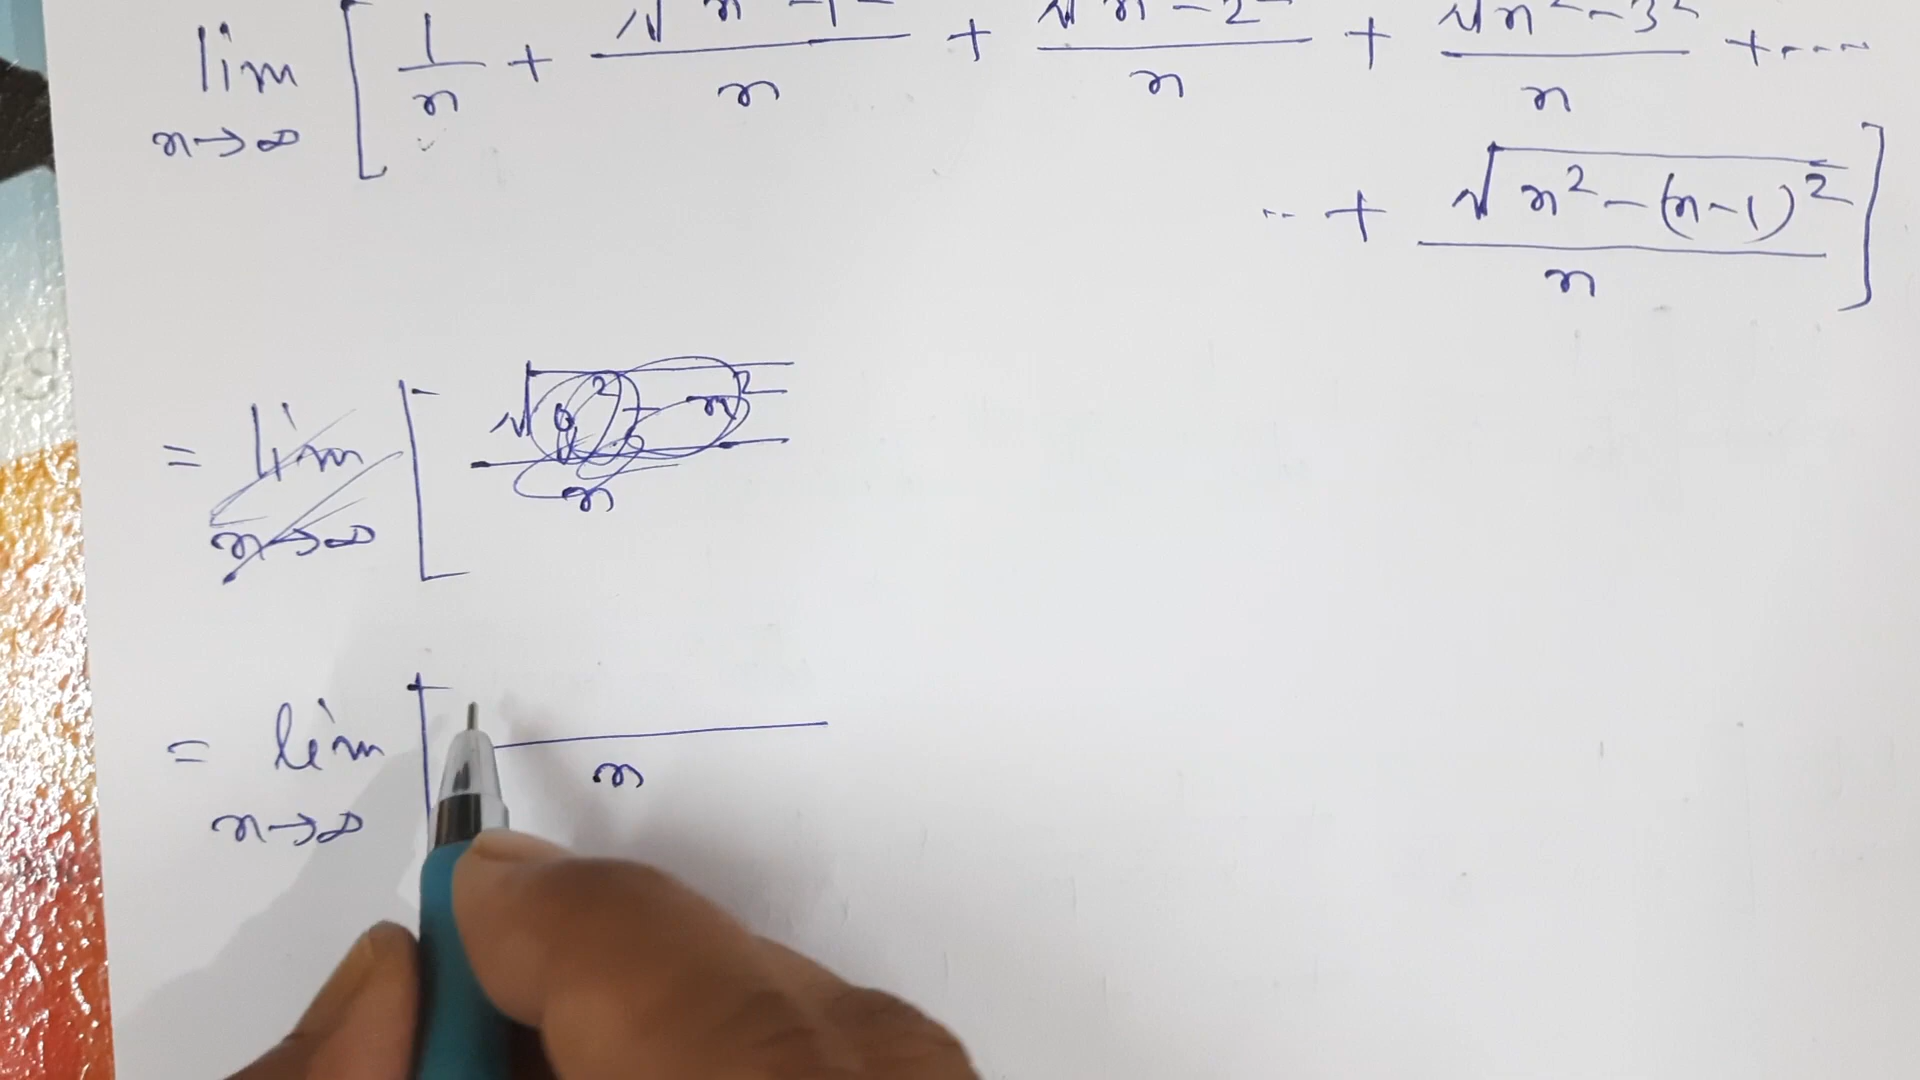 lim n→∞ [ 1/n + √(n² - 1²)/n + √(n² - 2²)/n + √(n² - 3²)/n + ....
.. + √(n² - (n-1)²)/n ]
= lim n→∞ [ √ /n
= lim n→∞ [ /n